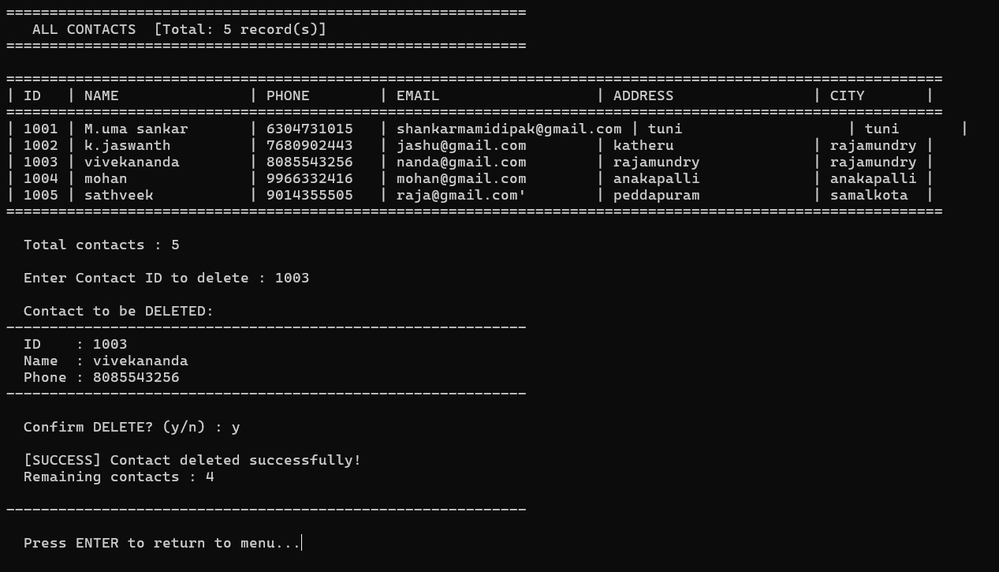 ============================================================
   ALL CONTACTS  [Total: 5 record(s)]
============================================================
============================================================================================================
| ID   | NAME               | PHONE        | EMAIL                  | ADDRESS                | CITY       |
============================================================================================================
| 1001 | M.uma sankar       | 6304731015   | shankarmamidipak@gmail.com | tuni                   | tuni       |
| 1002 | k.jaswanth         | 7680902443   | jashu@gmail.com        | katheru                | rajamundry |
| 1003 | vivekananda        | 8085543256   | nanda@gmail.com        | rajamundry             | rajamundry |
| 1004 | mohan              | 9966332416   | mohan@gmail.com        | anakapalli             | anakapalli |
| 1005 | sathveek           | 9014355505   | raja@gmail.com'        | peddapuram             | samalkota  |
============================================================================================================
  Total contacts : 5
  Enter Contact ID to delete : 1003
  Contact to be DELETED:
------------------------------------------------------------
  ID    : 1003
  Name  : vivekananda
  Phone : 8085543256
------------------------------------------------------------
  Confirm DELETE? (y/n) : y
  [SUCCESS] Contact deleted successfully!
  Remaining contacts : 4
------------------------------------------------------------
  Press ENTER to return to menu...